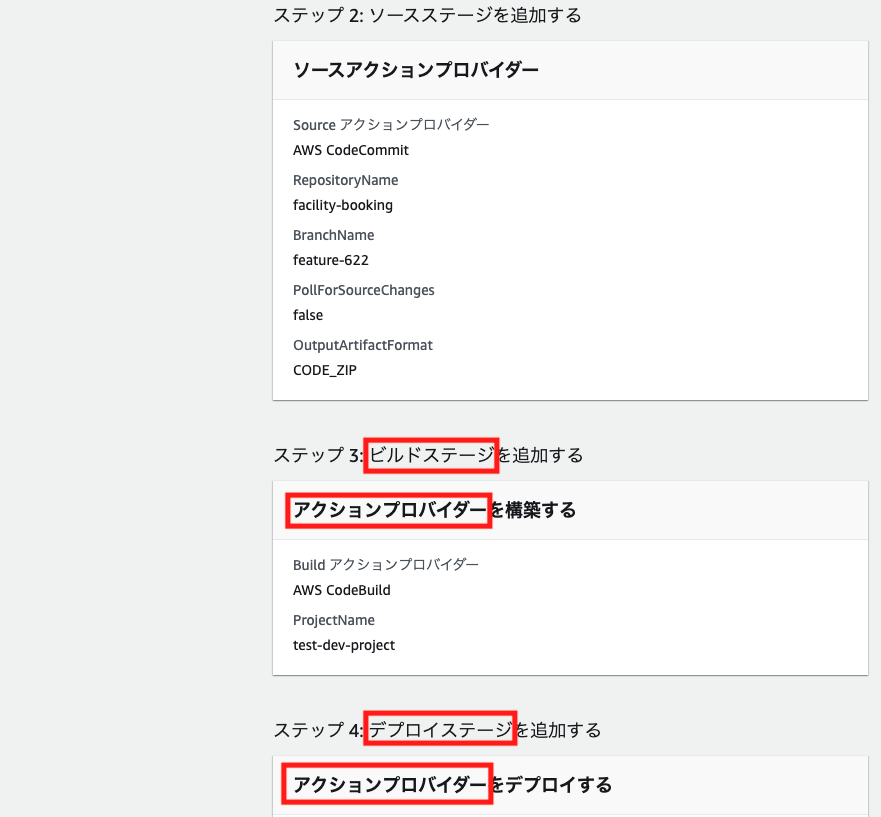 ステップ 2: ソースステージを追加する
ソースアクションプロバイダー
Source アクションプロバイダー
AWS CodeCommit
RepositoryName
facility-booking
BranchName
feature-622
PollForSourceChanges
false
OutputArtifactFormat
CODE_ZIP
ステップ 3: ビルドステージを追加する
アクションプロバイダーを構築する
Build アクションプロバイダー
AWS CodeBuild
ProjectName
test-dev-project
ステップ 4: デプロイステージを追加する
アクションプロバイダーをデプロイする